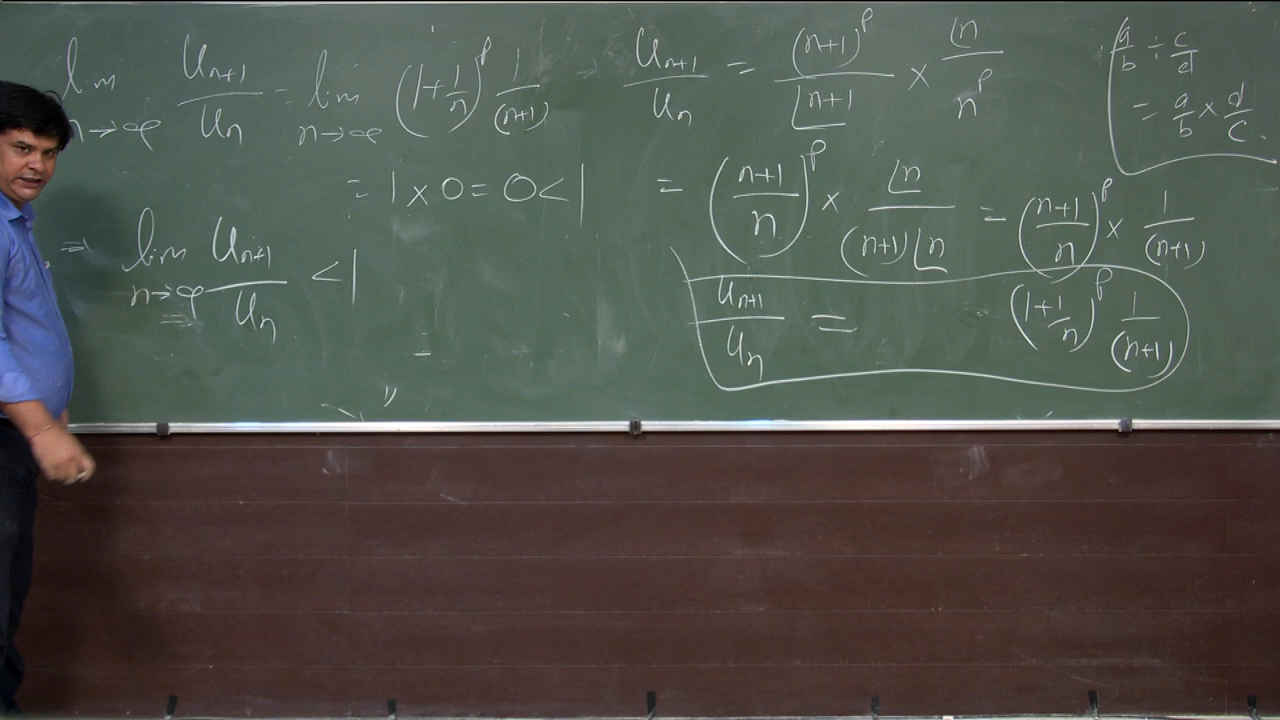 lim n→∞ U_{n+1}/U_n = lim n→∞ (1+1/n)^p 1/(n+1)
= 1 × 0 = 0 < 1
⇒ lim n→∞ U_{n+1}/U_n < 1
U_{n+1}/U_n = (n+1)^p/∟n+1 × ∟n/n^p
= ((n+1)/n)^p × ∟n/((n+1)∟n) = ((n+1)/n)^p × 1/(n+1)
U_{n+1}/U_n = (1+1/n)^p 1/(n+1)
a/b ÷ c/d
= a/b × d/c